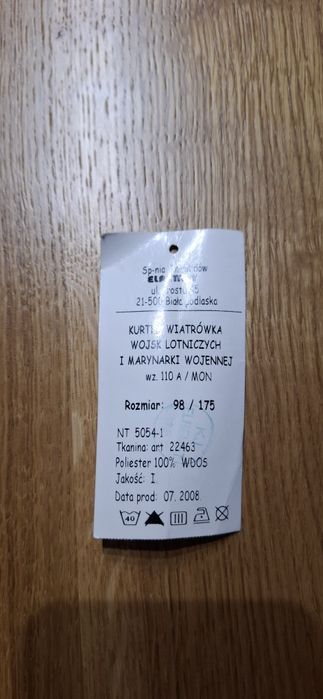 Sp-nia
21-500 Biała Podlaska
KURTKA WIATRÓWKA
WOJSK LOTNICZYCH
I MARYNARKI WOJENNEJ
wz. 110 A / MON
Rozmiar: 98 / 175
NT 5054-1
Tkanina: art 22463
Poliester 100% WDOS
Jakość: I
Data prod: 07. 2008
40